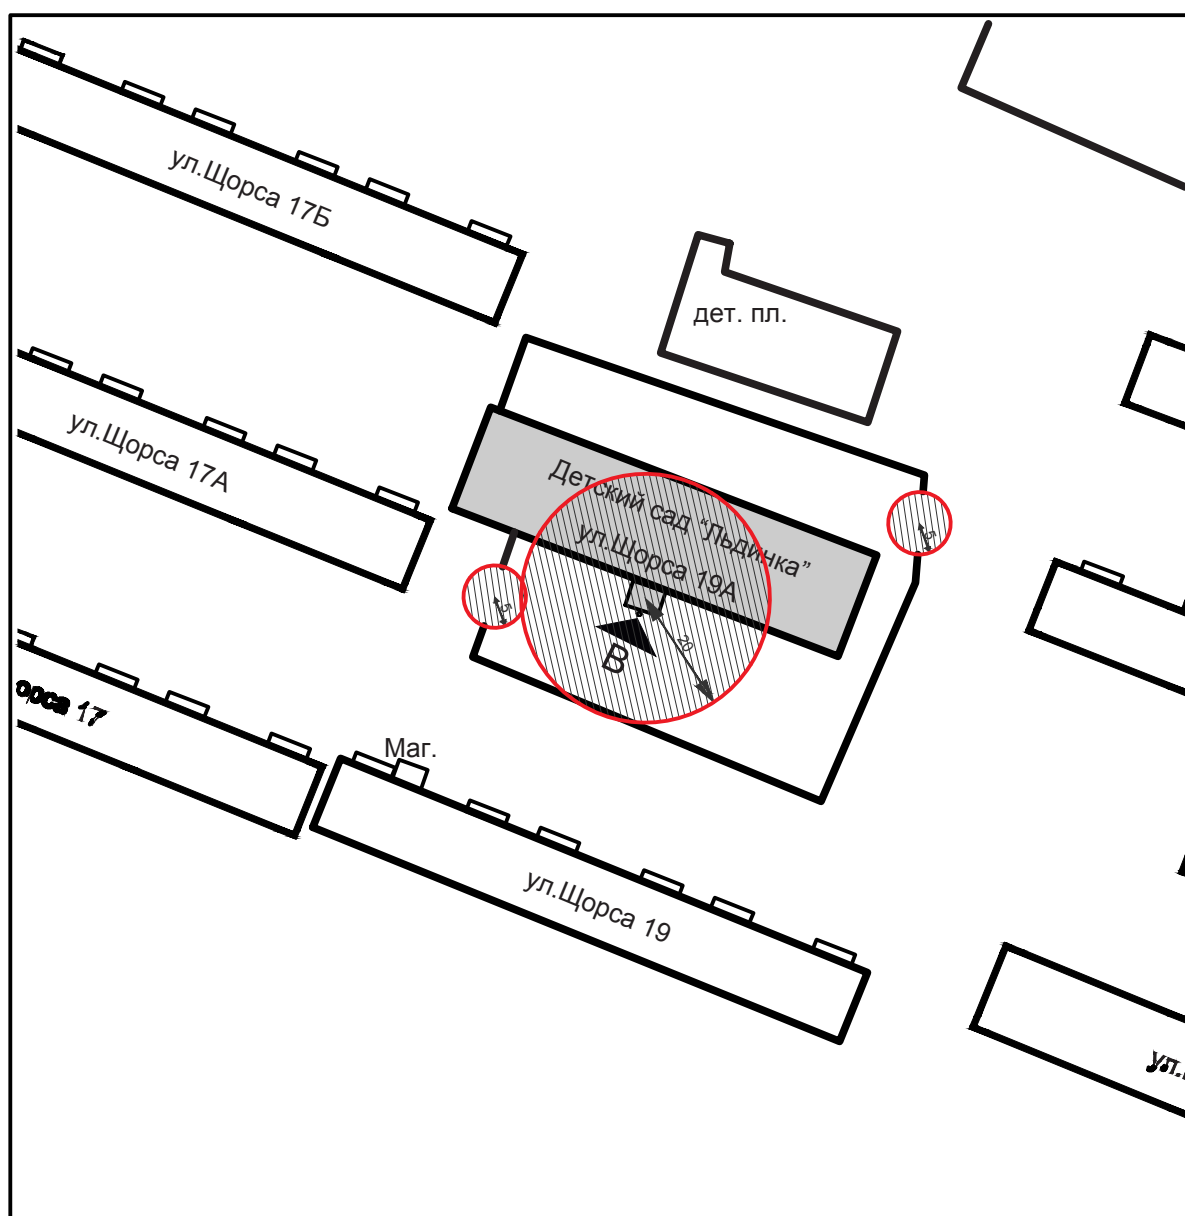 ул.Щорса 17Б
дет. пл.
ул.Щорса 17А
Детский сад “Льдинка”
ул.Щорса 19А
5
5
20
В
орса 17
Маг.
ул.Щорса 19
ул.